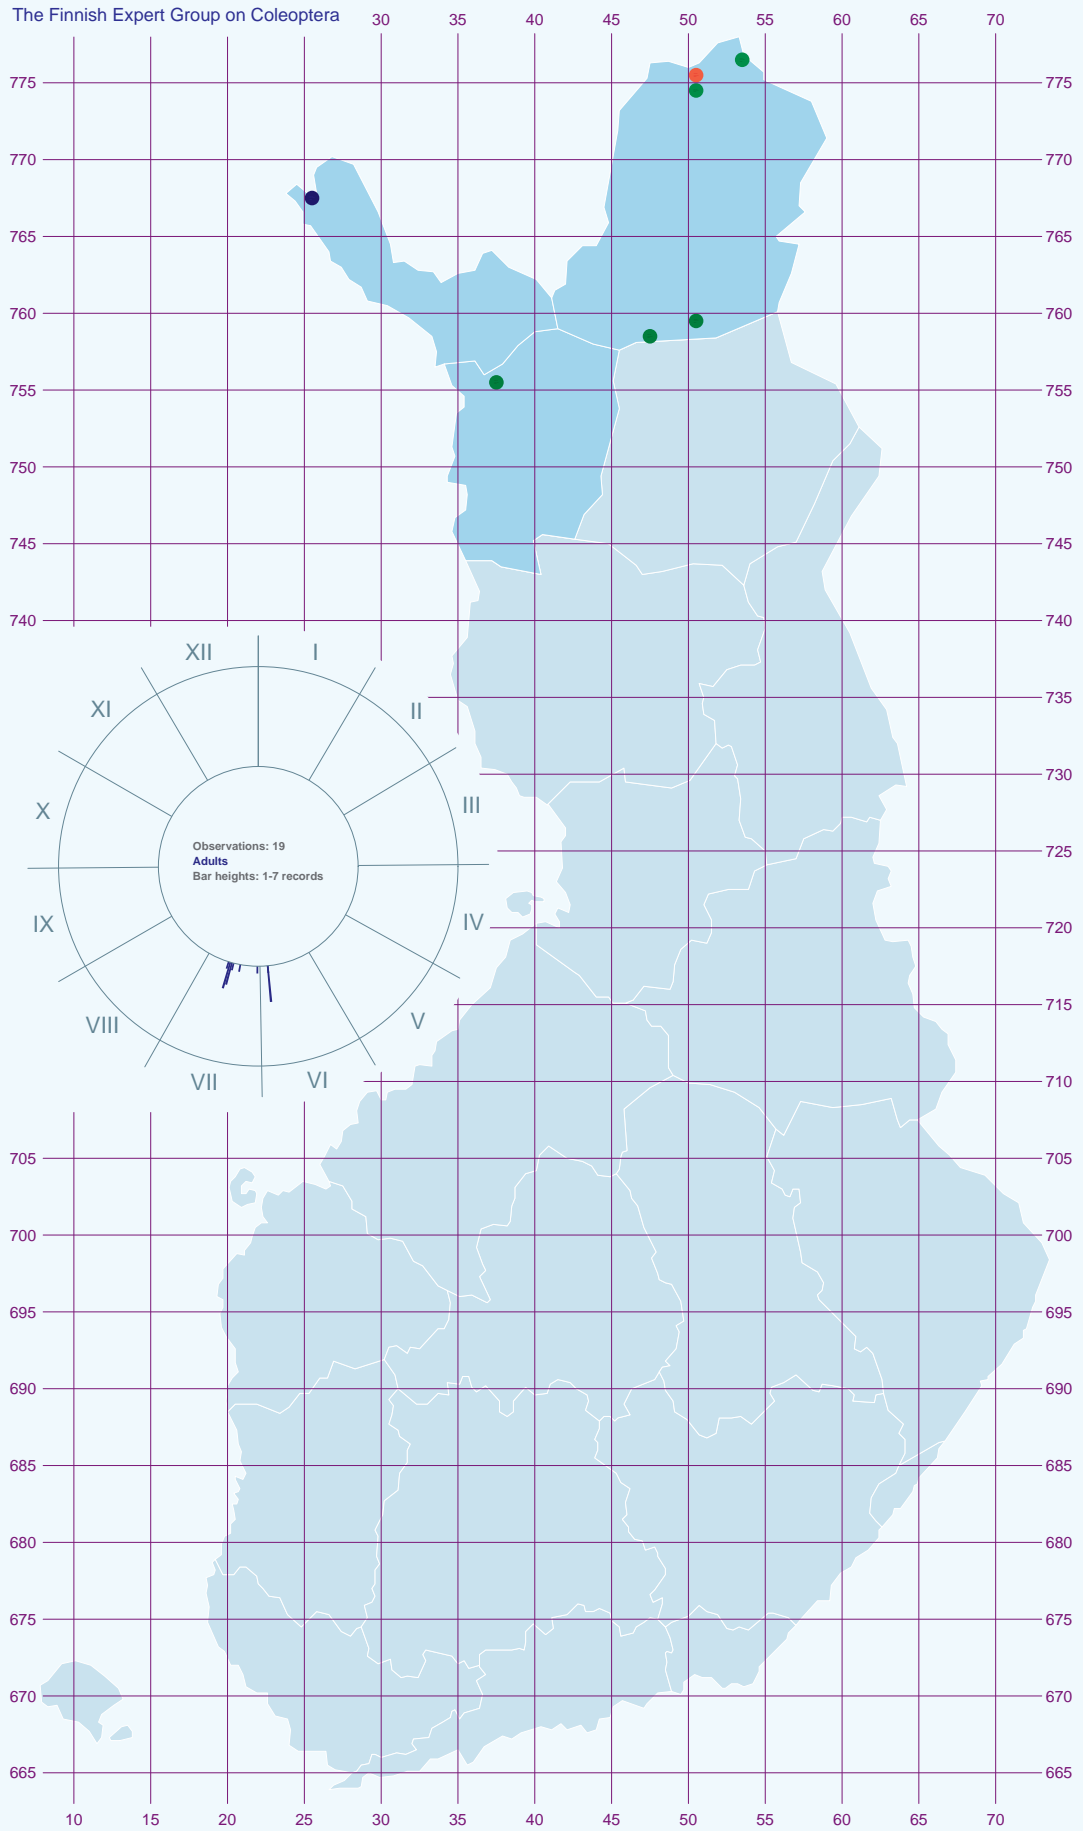 The Finnish Expert Group on Coleoptera
30 35 40 45 50 55 60 65 70
775 775
770 770
765 765
760 760
755 755
750 750
745 745
740 740
XII I
XI II
735
730
X III
725
Observations: 19
Adults
Bar heights: 1-7 records
IX IV
720
715
VIII V
VII VI
710
705 705
700 700
695 695
690 690
685 685
680 680
675 675
670 670
665 665
10 15 20 25 30 35 40 45 50 55 60 65 70